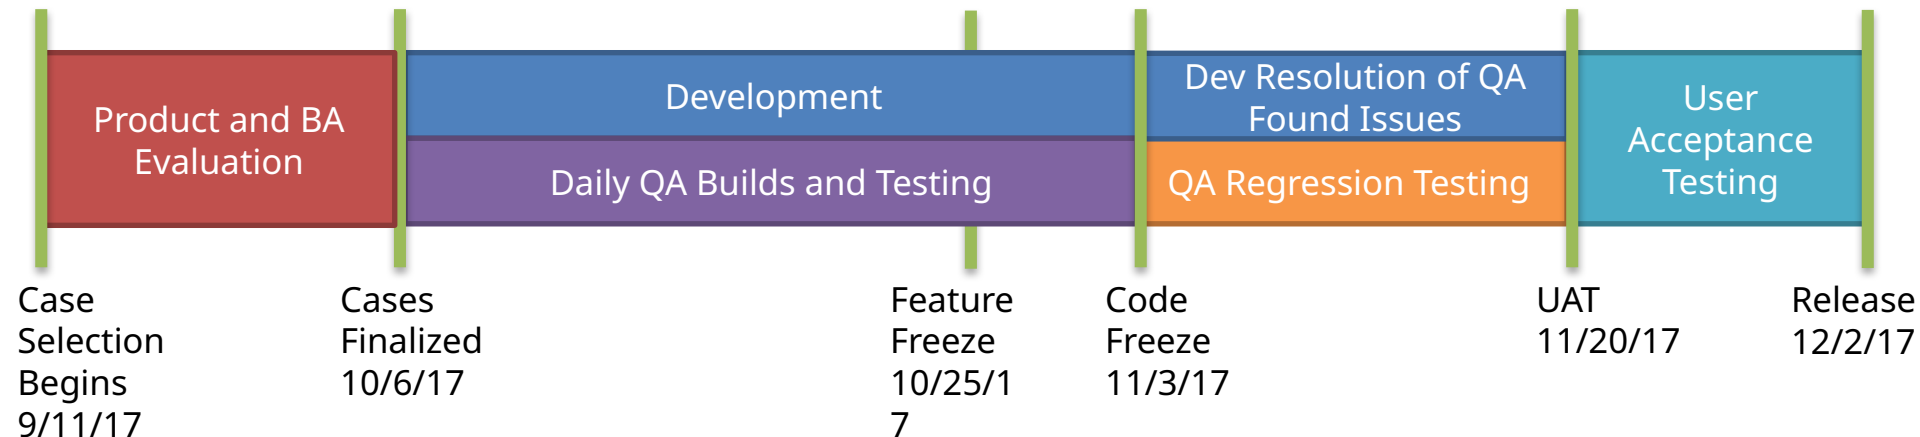 Product and BA
Evaluation
Development
Daily QA Builds and Testing
Dev Resolution of QA
Found Issues
QA Regression Testing
User
Acceptance
Testing
Case
Selection
Begins
9/11/17
Cases
Finalized
10/6/17
Feature
Freeze
10/25/1
7
Code
Freeze
11/3/17
UAT
11/20/17
Release
12/2/17